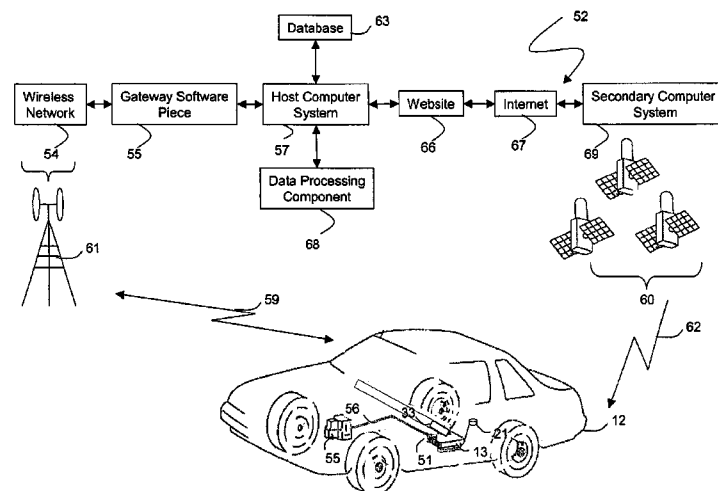 Database
63
52
Wireless
Network
Gateway Software
Piece
Host Computer
System
Website
Internet
Secondary Computer
System
54
55
57
66
67
69
Data Processing
Component
68
61
59
60
62
56
33
21
55
51
13
12